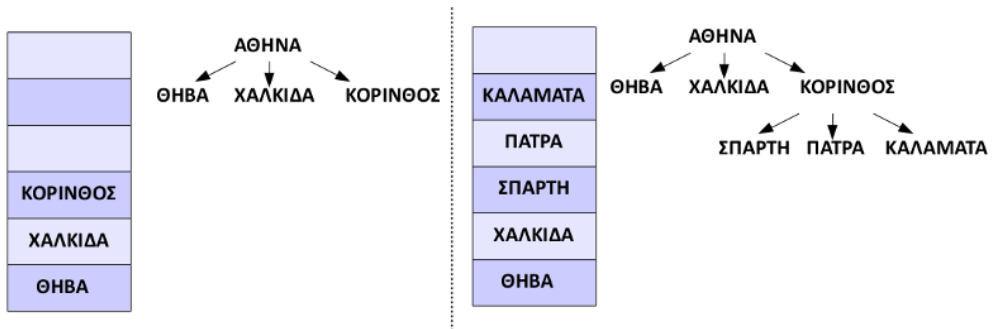 ΑΘΗΝΑ
ΘΗΒΑ ΧΑΛΚΙΔΑ ΚΟΡΙΝΘΟΣ
ΚΟΡΙΝΘΟΣ
ΧΑΛΚΙΔΑ
ΘΗΒΑ
ΑΘΗΝΑ
ΘΗΒΑ ΧΑΛΚΙΔΑ ΚΟΡΙΝΘΟΣ
ΣΠΑΡΤΗ ΠΑΤΡΑ ΚΑΛΑΜΑΤΑ
ΚΑΛΑΜΑΤΑ
ΠΑΤΡΑ
ΣΠΑΡΤΗ
ΧΑΛΚΙΔΑ
ΘΗΒΑ